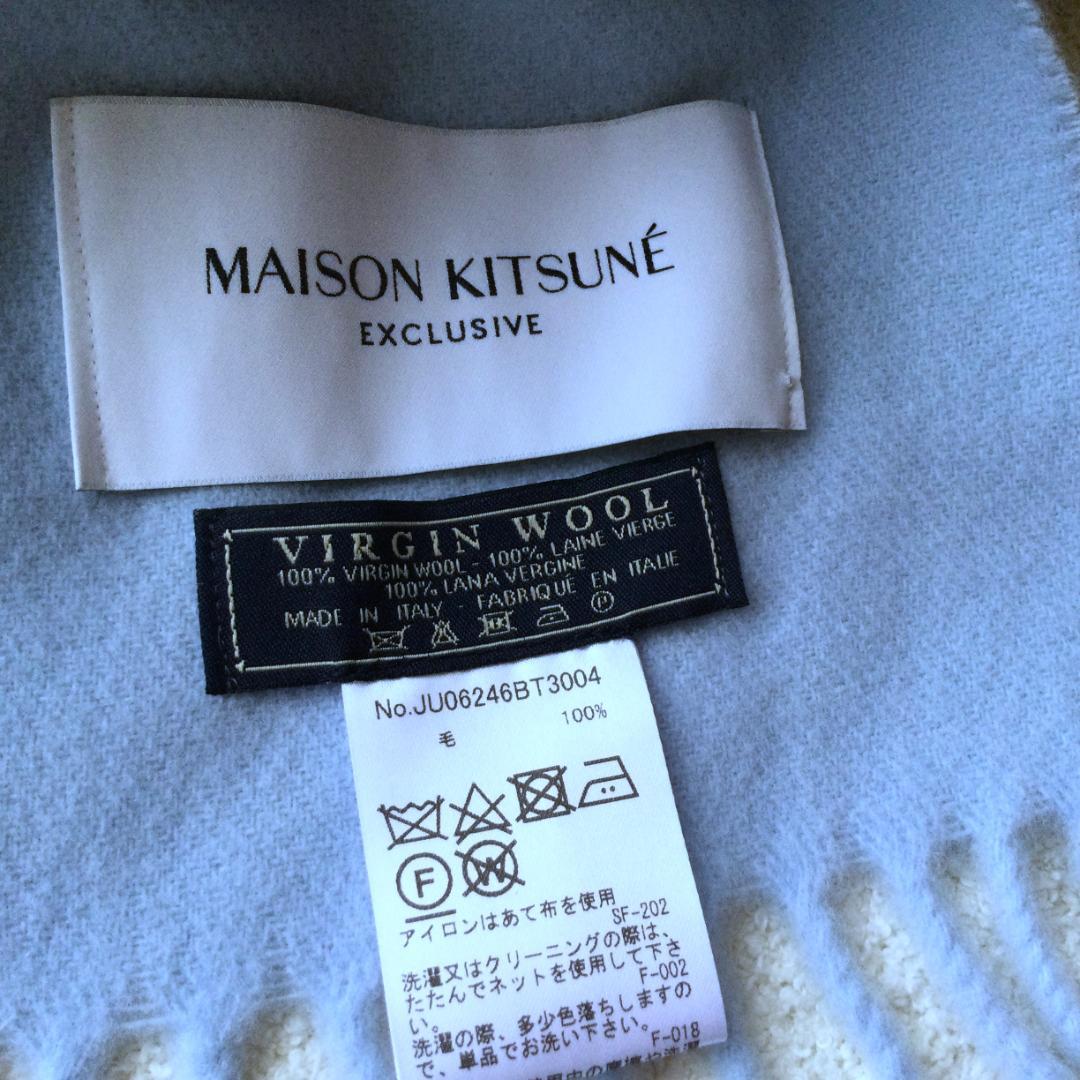 MAISON KITSUNÉ
EXCLUSIVE
VIRGIN WOOL
100% VIRGIN WOOL - 100% LAINE VIERGE
100% LANA VERGINE
MADE IN ITALY - FABRIQUÉ EN ITALIE
P
No.JU06246BT3004
毛 100%
F W
アイロンはあて布を使用
SF-202
洗濯又はクリーニングの際は、
たたんでネットを使用して下さ
い。 F-002
洗濯の際、多少色落ちしますの
で、単品でお洗い下さい。
F-018